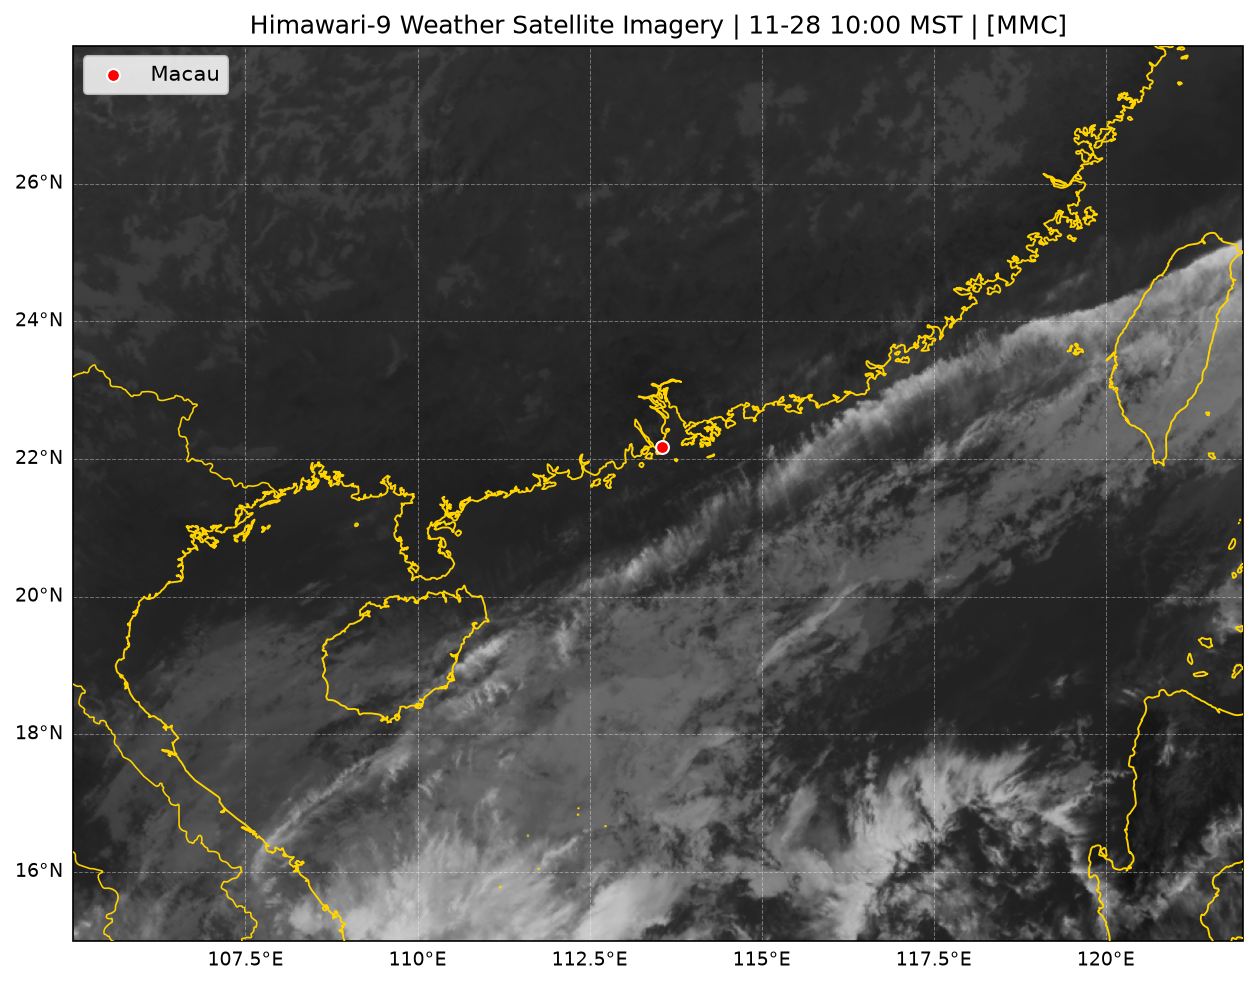 Himawari-9 Weather Satellite Imagery | 11-28 10:00 MST | [MMC]
Macau
26°N
24°N
22°N
20°N
18°N
16°N
107.5°E 110°E 112.5°E 115°E 117.5°E 120°E